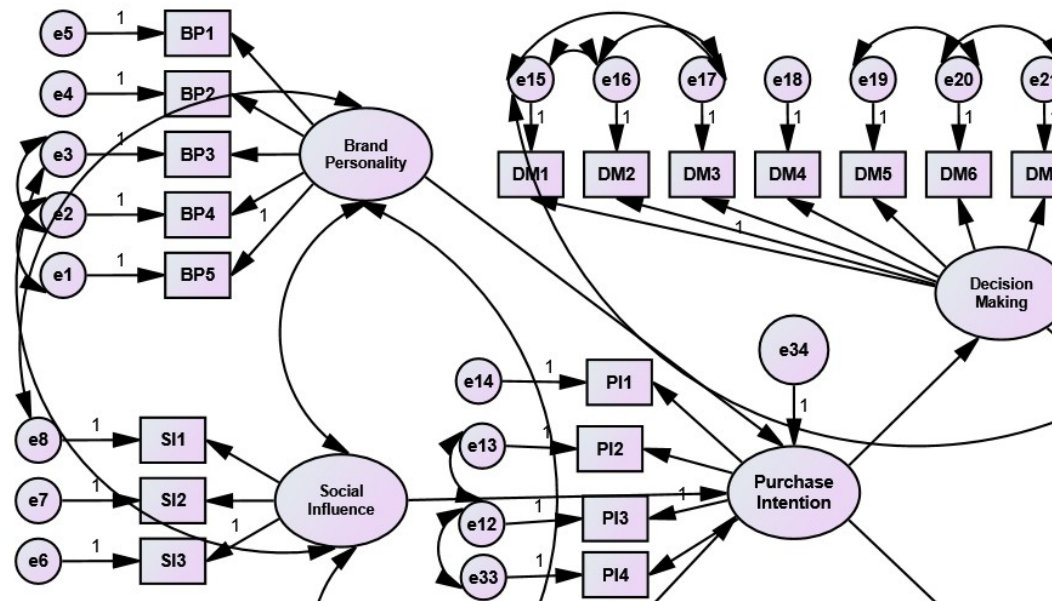 e5
1
BP1
e4
1
BP2
e3
1
BP3
e2
1
BP4
1
e1
1
BP5
Brand
Personality
e15
e16
e17
e18
e19
e20
1
1
1
1
1
1
1
DM1
DM2
DM3
DM4
DM5
DM6
1
Decision
Making
e34
1
e14
1
PI1
e13
1
PI2
e12
1
PI3
1
e33
1
PI4
Purchase
Intention
e8
1
SI1
e7
1
SI2
1
e6
1
SI3
Social
Influence